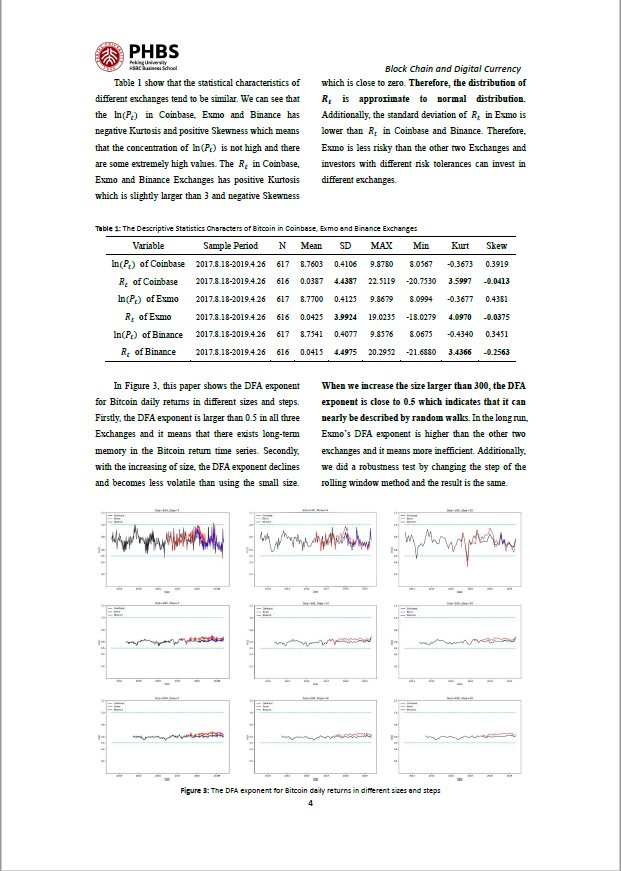 PHBS
Peking University
HSBC Business School
Block Chain and Digital Currency
Table 1 show that the statistical characteristics of
different exchanges tend to be similar. We can see that
the ln(Pt) in Coinbase, Exmo and Binance has
negative Kurtosis and positive Skewness which means
that the concentration of ln(Pt) is not high and there
are some extremely high values. The Rt in Coinbase,
Exmo and Binance Exchanges has positive Kurtosis
which is slightly larger than 3 and negative Skewness
which is close to zero. Therefore, the distribution of
Rt is approximate to normal distribution.
Additionally, the standard deviation of Rt in Exmo is
lower than Rt in Coinbase and Binance. Therefore,
Exmo is less risky than the other two Exchanges and
investors with different risk tolerances can invest in
different exchanges.
Table 1: The Descriptive Statistics Characters of Bitcoin in Coinbase, Exmo and Binance Exchanges
Variable Sample Period N Mean SD MAX Min Kurt Skew
ln(Pt) of Coinbase 2017.8.18-2019.4.26 617 8.7603 0.4106 9.8780 8.0567 -0.3673 0.3919
Rt of Coinbase 2017.8.18-2019.4.26 616 0.0387 4.4387 22.5119 -20.7530 3.5997 -0.0413
ln(Pt) of Exmo 2017.8.18-2019.4.26 617 8.7700 0.4125 9.8679 8.0994 -0.3677 0.4381
Rt of Exmo 2017.8.18-2019.4.26 616 0.0425 3.9924 19.0235 -18.0279 4.0970 -0.0375
ln(Pt) of Binance 2017.8.18-2019.4.26 617 8.7541 0.4077 9.8576 8.0675 -0.4340 0.3451
Rt of Binance 2017.8.18-2019.4.26 616 0.0415 4.4975 20.2952 -21.6880 3.4366 -0.2563
In Figure 3, this paper shows the DFA exponent
for Bitcoin daily returns in different sizes and steps.
Firstly, the DFA exponent is larger than 0.5 in all three
Exchanges and it means that there exists long-term
memory in the Bitcoin return time series. Secondly,
with the increasing of size, the DFA exponent declines
and becomes less volatile than using the small size.
When we increase the size larger than 300, the DFA
exponent is close to 0.5 which indicates that it can
nearly be described by random walks. In the long run,
Exmo's DFA exponent is higher than the other two
exchanges and it means more inefficient. Additionally,
we did a robustness test by changing the step of the
rolling window method and the result is the same.
Figure 3: The DFA exponent for Bitcoin daily returns in different sizes and steps
4